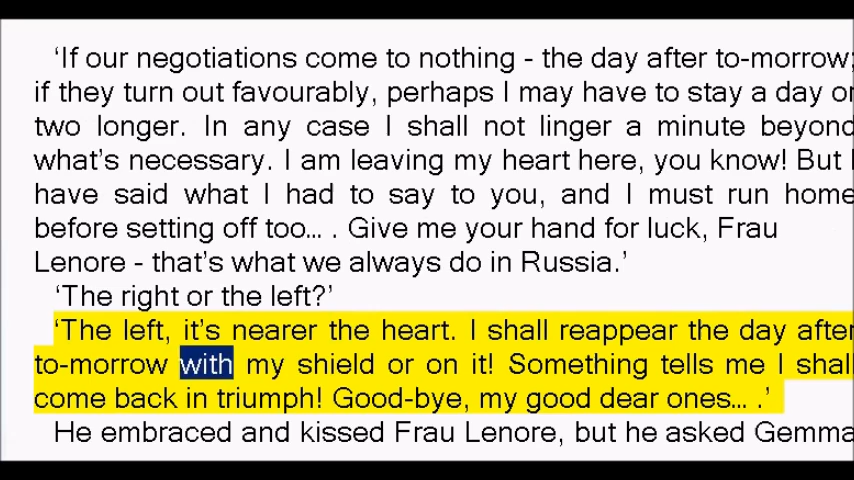 ‘If our negotiations come to nothing - the day after to-morrow;
if they turn out favourably, perhaps I may have to stay a day or
two longer. In any case I shall not linger a minute beyond
what’s necessary. I am leaving my heart here, you know! But I
have said what I had to say to you, and I must run home
before setting off too... . Give me your hand for luck, Frau
Lenore - that’s what we always do in Russia.’
‘The right or the left?’
‘The left, it’s nearer the heart. I shall reappear the day after
to-morrow with my shield or on it! Something tells me I shall
come back in triumph! Good-bye, my good dear ones... .’
He embraced and kissed Frau Lenore, but he asked Gemma